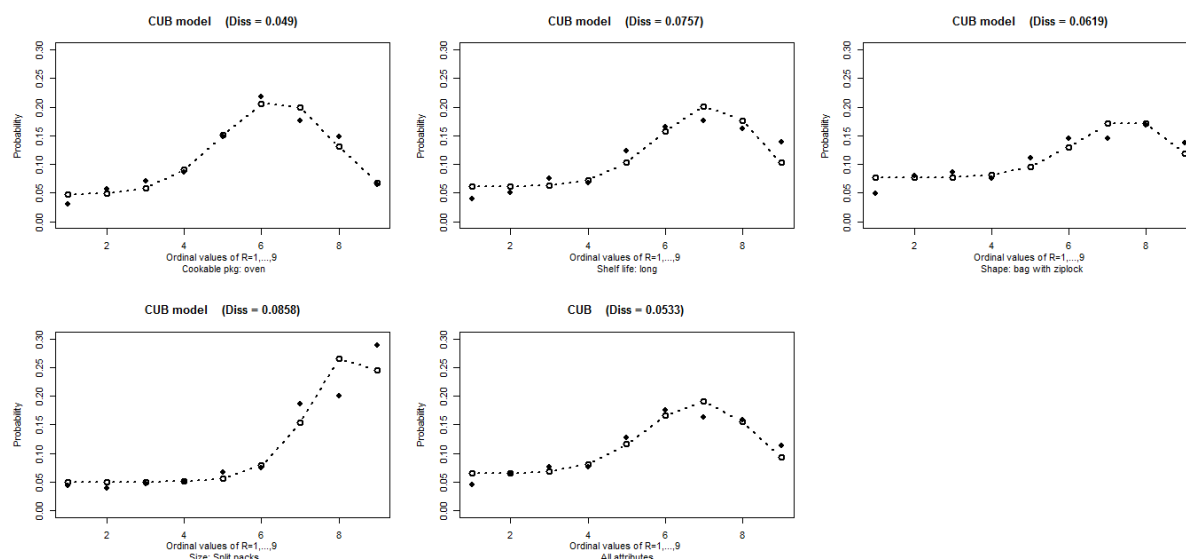 CUB model (Diss = 0.049)
Probability
0.30
0.25
0.20
0.15
0.10
0.05
0.00
2 4 6 8
Ordinal values of R=1,...,9
Cookable pkg: oven
CUB model (Diss = 0.0757)
Probability
0.30
0.25
0.20
0.15
0.10
0.05
0.00
2 4 6 8
Ordinal values of R=1,...,9
Shelf life: long
CUB model (Diss = 0.0619)
Probability
0.30
0.25
0.20
0.15
0.10
0.05
0.00
2 4 6 8
Ordinal values of R=1,...,9
Shape: bag with ziplock
CUB model (Diss = 0.0858)
Probability
0.30
0.25
0.20
0.15
0.10
0.05
0.00
2 4 6 8
Ordinal values of R=1,...,9
Size: Split packs
CUB (Diss = 0.0533)
Probability
0.30
0.25
0.20
0.15
0.10
0.05
0.00
2 4 6 8
Ordinal values of R=1,...,9
All attributes